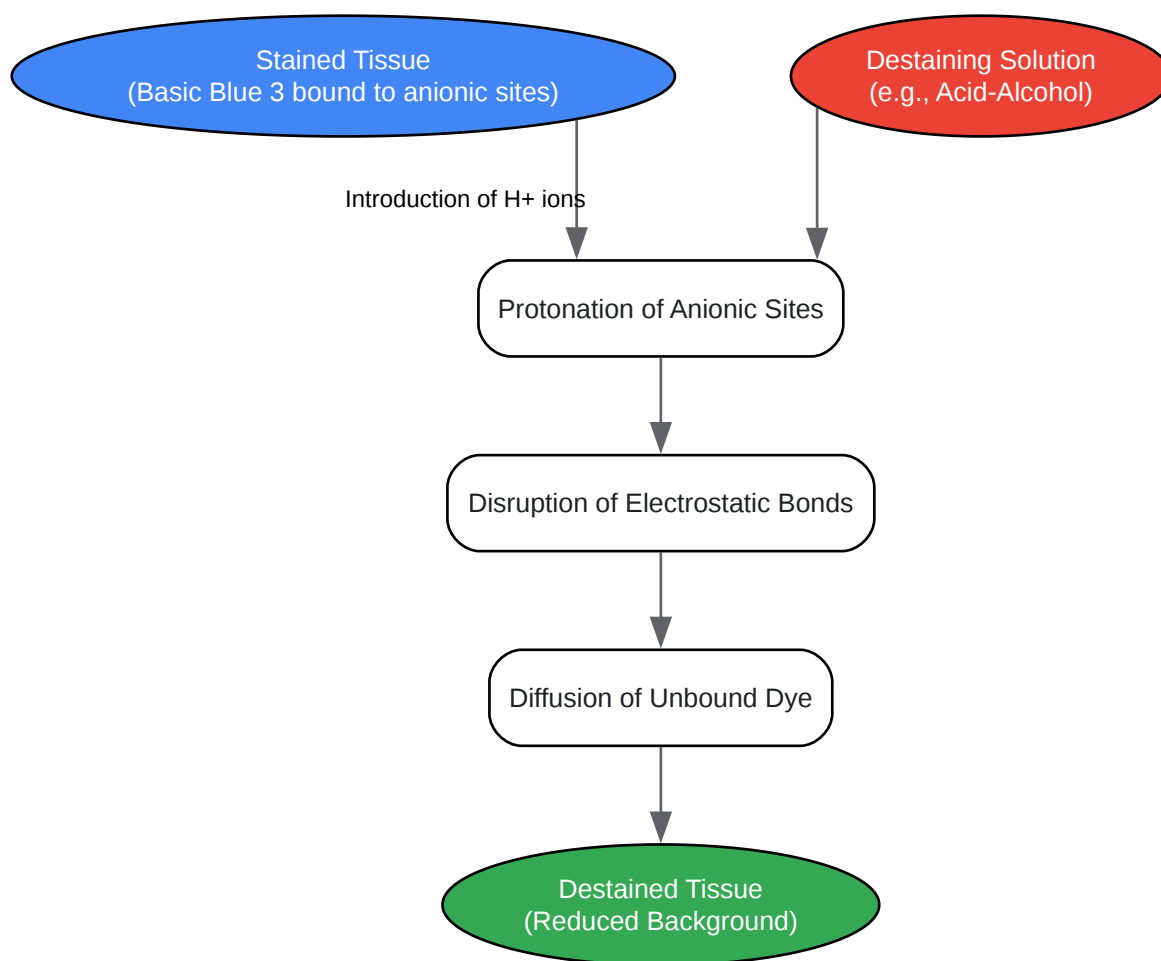 Stained Tissue
(Basic Blue 3 bound to anionic sites)
Destaining Solution
(e.g., Acid-Alcohol)
Introduction of H+ ions
Protonation of Anionic Sites
Disruption of Electrostatic Bonds
Diffusion of Unbound Dye
Destained Tissue
(Reduced Background)